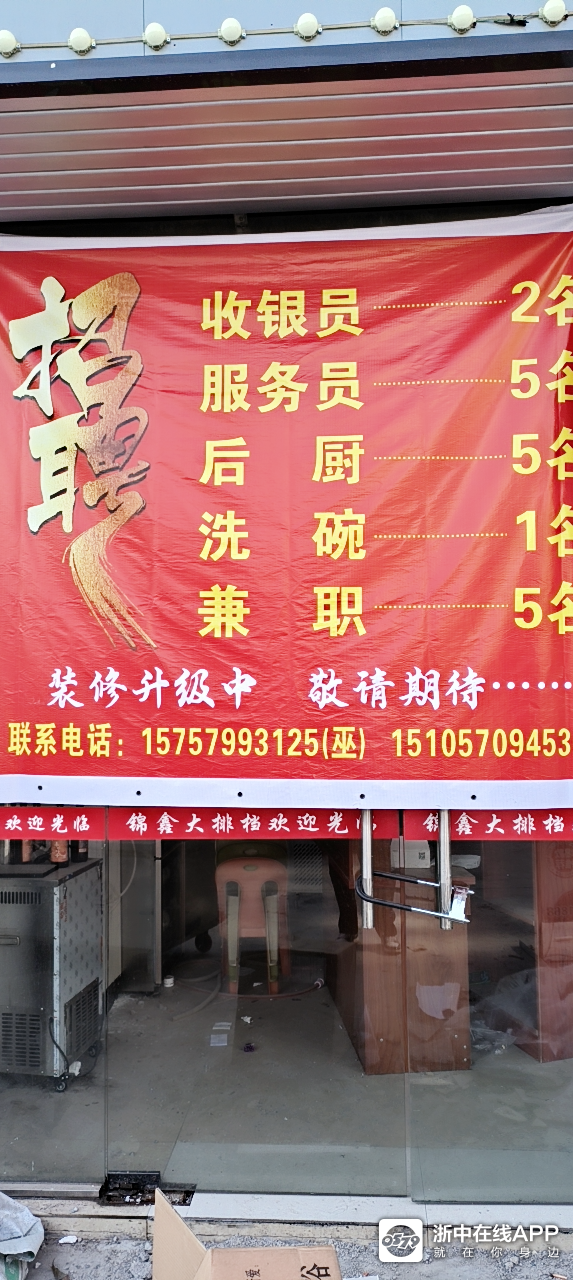 招聘
收银员 2名
服务员 5名
后厨 5名
洗碗 1名
兼职 5名
装修升级中 敬请期待……
联系电话：15757993125(巫) 15105709453
欢迎光临 锦鑫大排档欢迎光临 锦鑫大排档
浙中在线APP
就在你身边